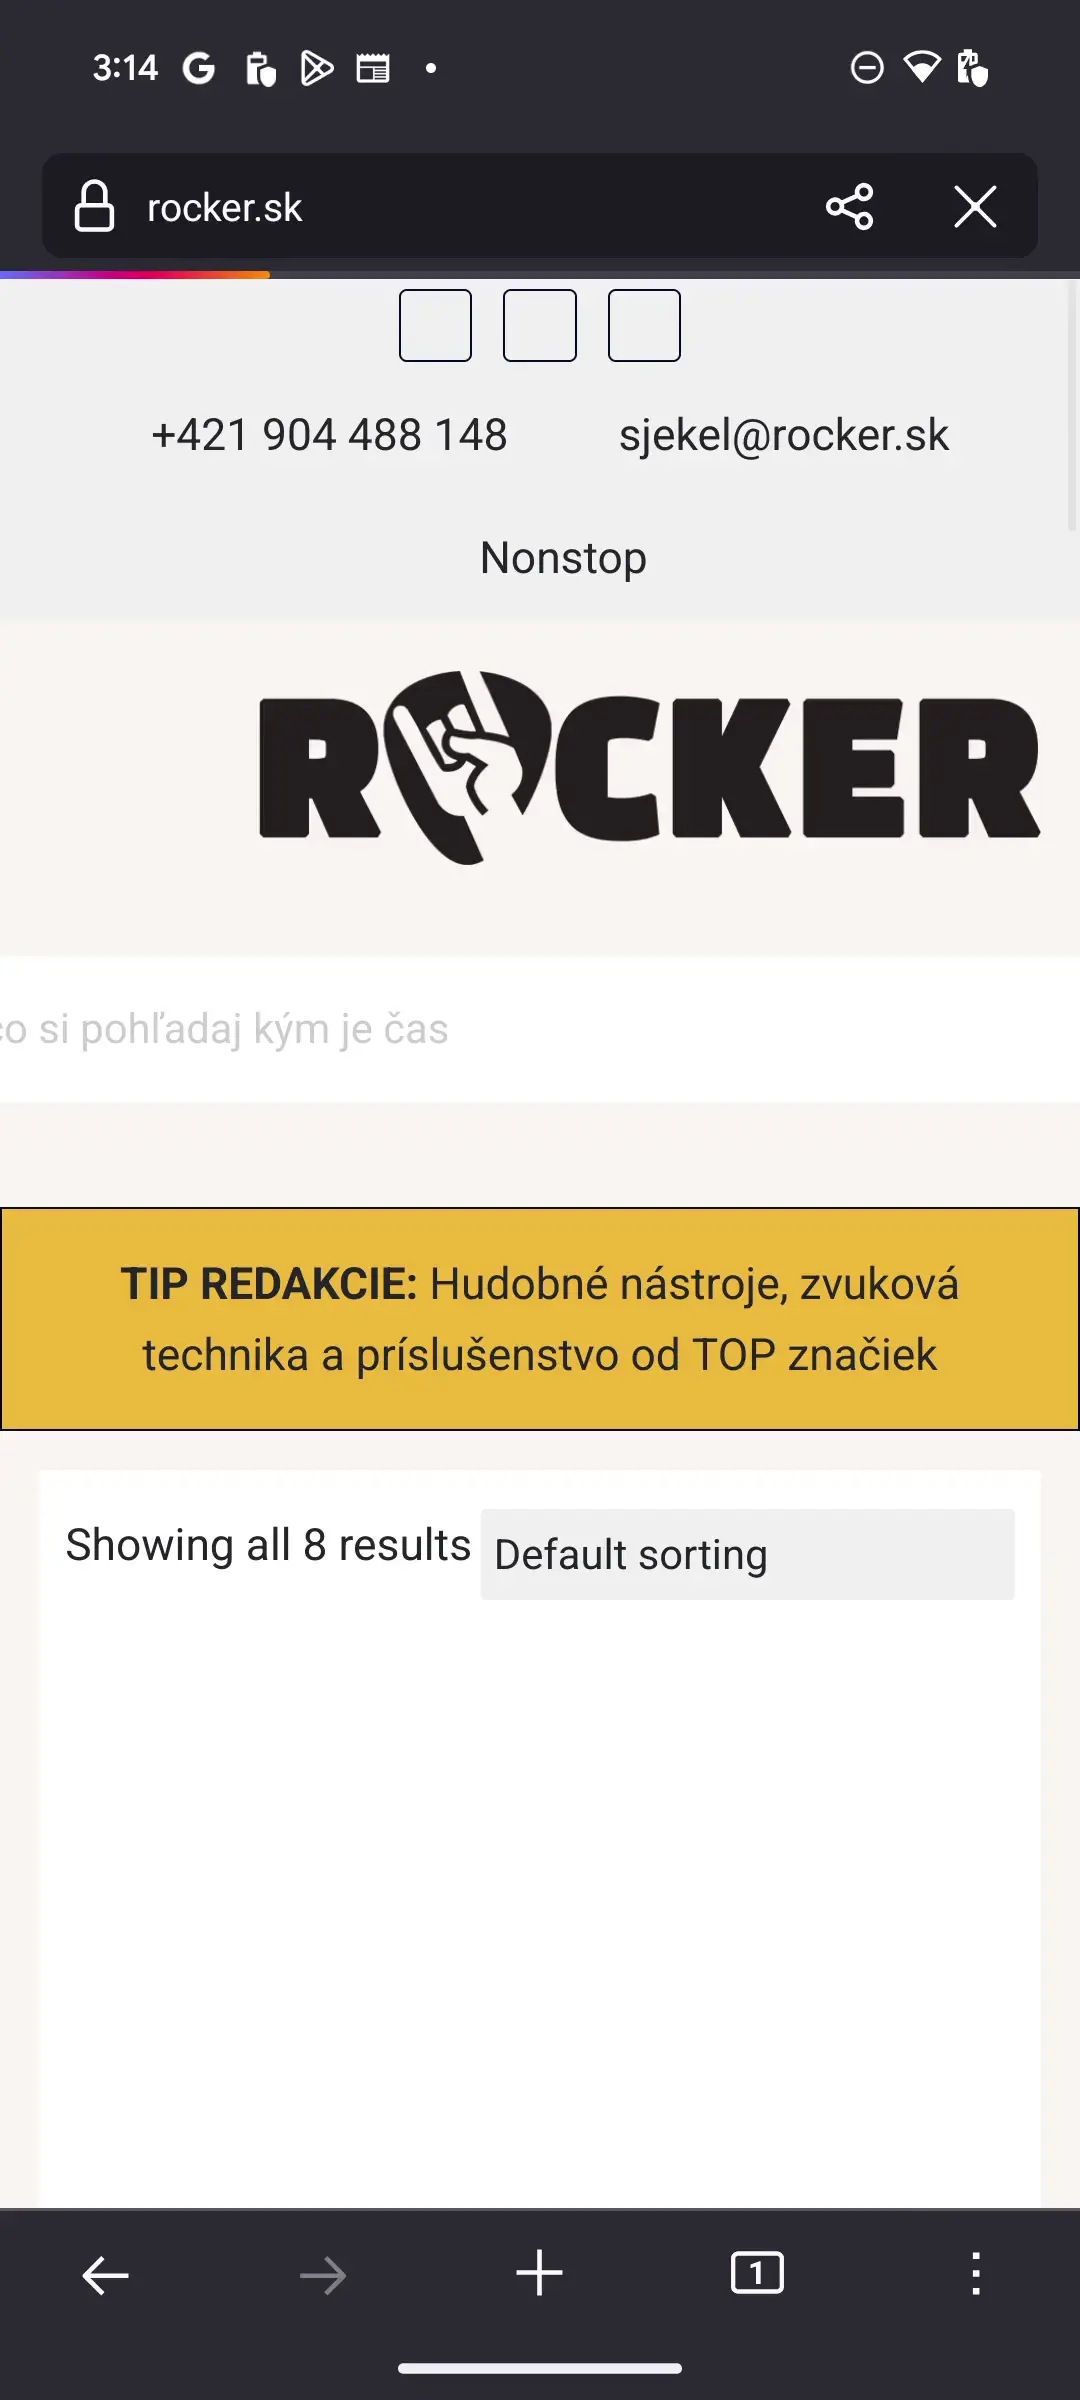 3:14
rocker.sk
+421 904 488 148
sjekel@rocker.sk
Nonstop
ROCKER
čo si pohľadaj kým je čas
TIP REDAKCIE: Hudobné nástroje, zvuková
technika a príslušenstvo od TOP značiek
Showing all 8 results
Default sorting
1